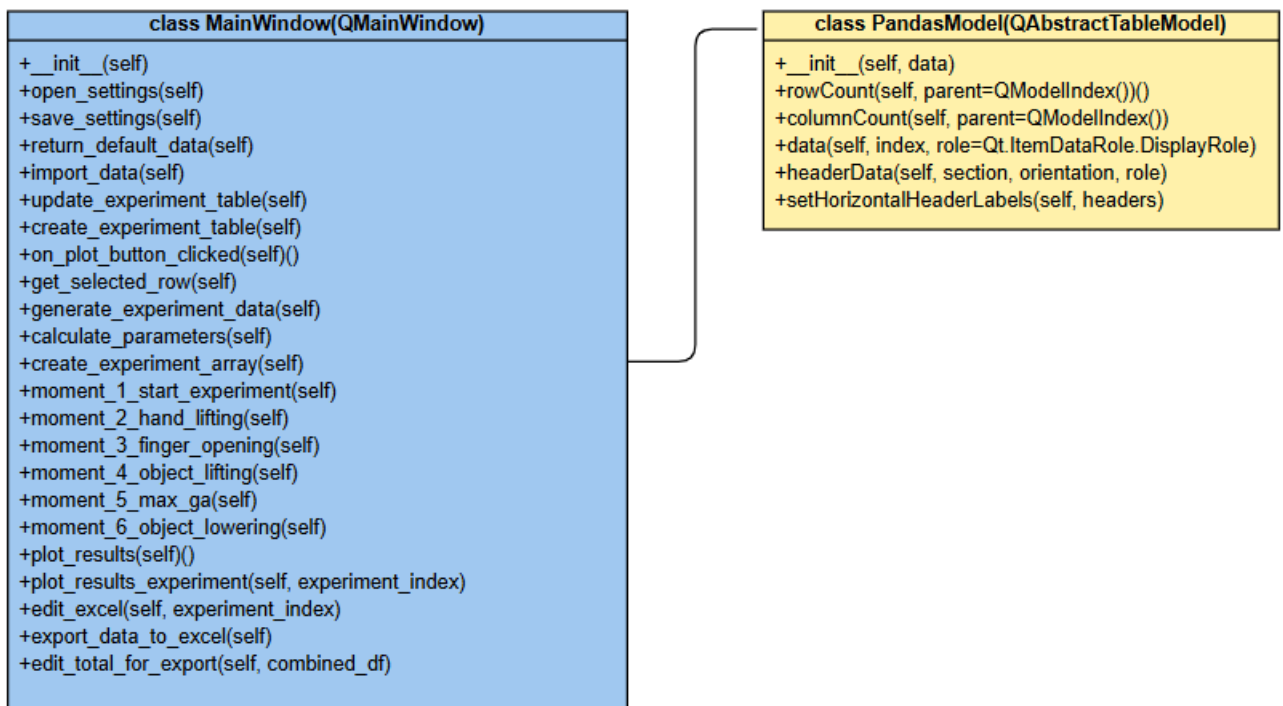 class MainWindow(QMainWindow)
+__init__(self)
+open_settings(self)
+save_settings(self)
+return_default_data(self)
+import_data(self)
+update_experiment_table(self)
+create_experiment_table(self)
+on_plot_button_clicked(self)()
+get_selected_row(self)
+generate_experiment_data(self)
+calculate_parameters(self)
+create_experiment_array(self)
+moment_1_start_experiment(self)
+moment_2_hand_lifting(self)
+moment_3_finger_opening(self)
+moment_4_object_lifting(self)
+moment_5_max_ga(self)
+moment_6_object_lowering(self)
+plot_results(self)()
+plot_results_experiment(self, experiment_index)
+edit_excel(self, experiment_index)
+export_data_to_excel(self)
+edit_total_for_export(self, combined_df)
class PandasModel(QAbstractTableModel)
+__init__(self, data)
+rowCount(self, parent=QModelIndex())()
+columnCount(self, parent=QModelIndex())
+data(self, index, role=Qt.ItemDataRole.DisplayRole)
+headerData(self, section, orientation, role)
+setHorizontalHeaderLabels(self, headers)